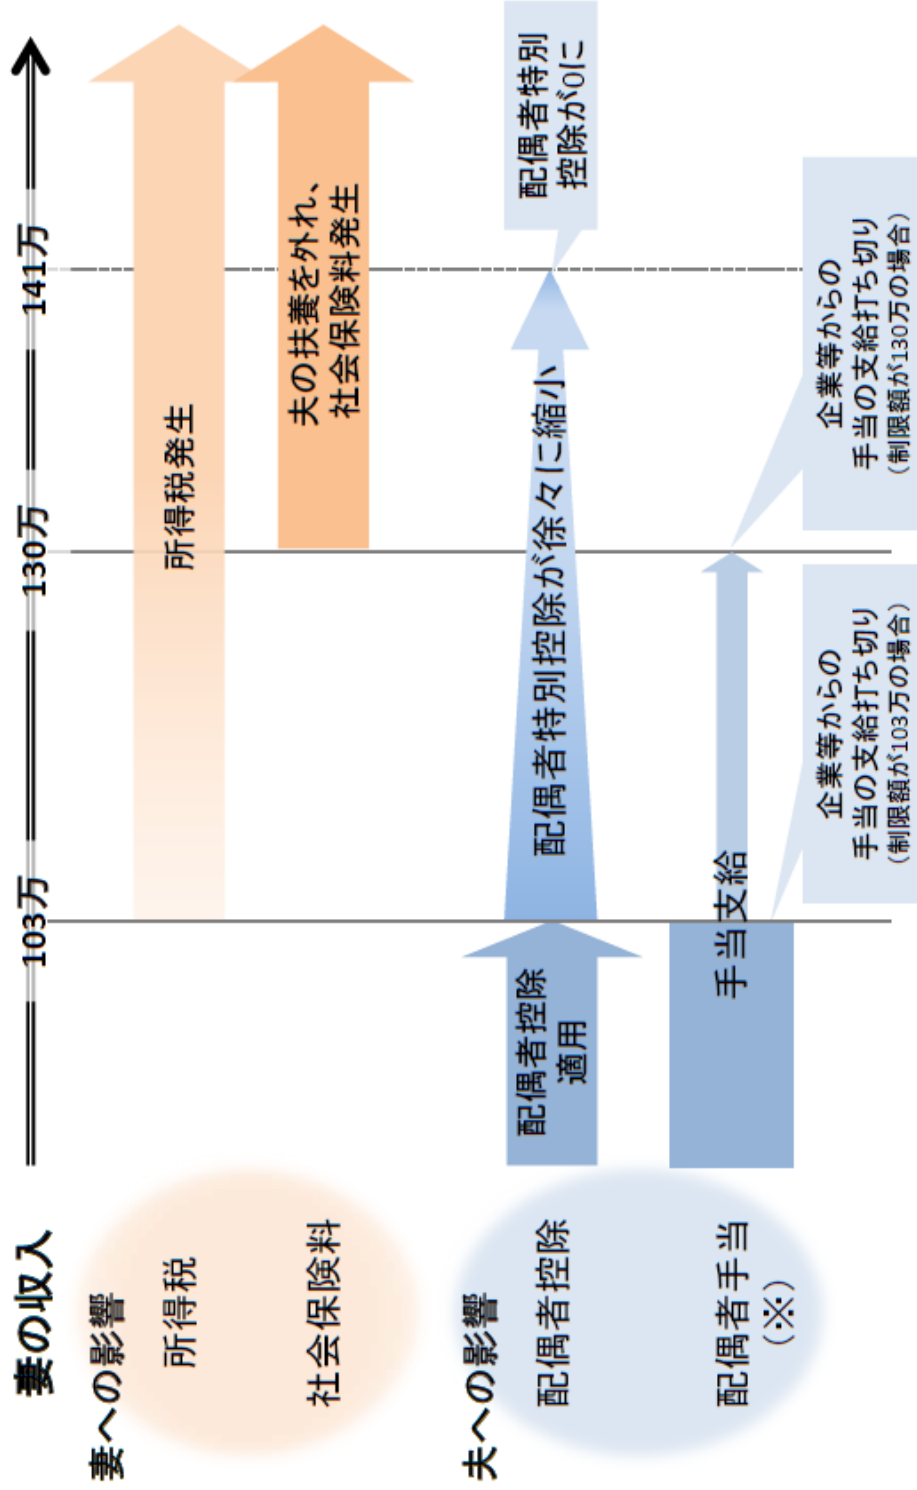 妻の収入
103万
130万
141万
妻への影響
所得税
所得税発生
社会保険料
夫の扶養を外れ、
社会保険料発生
夫への影響
配偶者控除
配偶者控除
適用
配偶者特別控除が徐々に縮小
配偶者特別
控除が0に
配偶者手当
（※）
手当支給
企業等からの
手当の支給打ち切り
（制限額が103万の場合）
企業等からの
手当の支給打ち切り
（制限額が130万の場合）